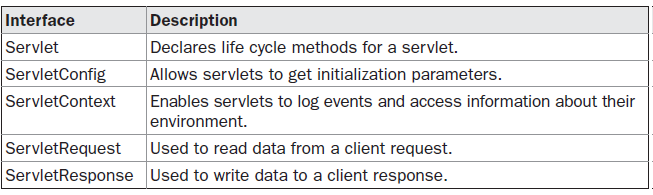 Interface Description
Servlet Declares life cycle methods for a servlet.
ServletConfig Allows servlets to get initialization parameters.
ServletContext Enables servlets to log events and access information about their
environment.
ServletRequest Used to read data from a client request.
ServletResponse Used to write data to a client response.